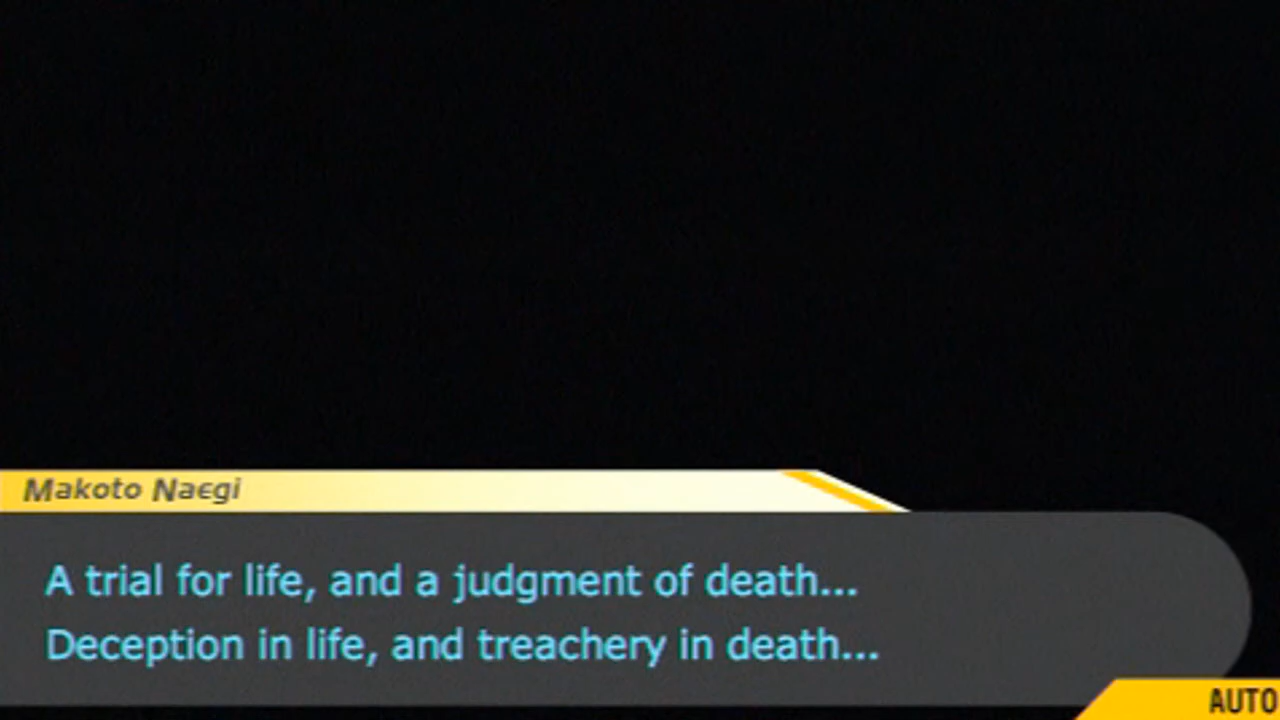 Makoto Naegi
A trial for life, and a judgment of death...
Deception in life, and treachery in death...
AUTO